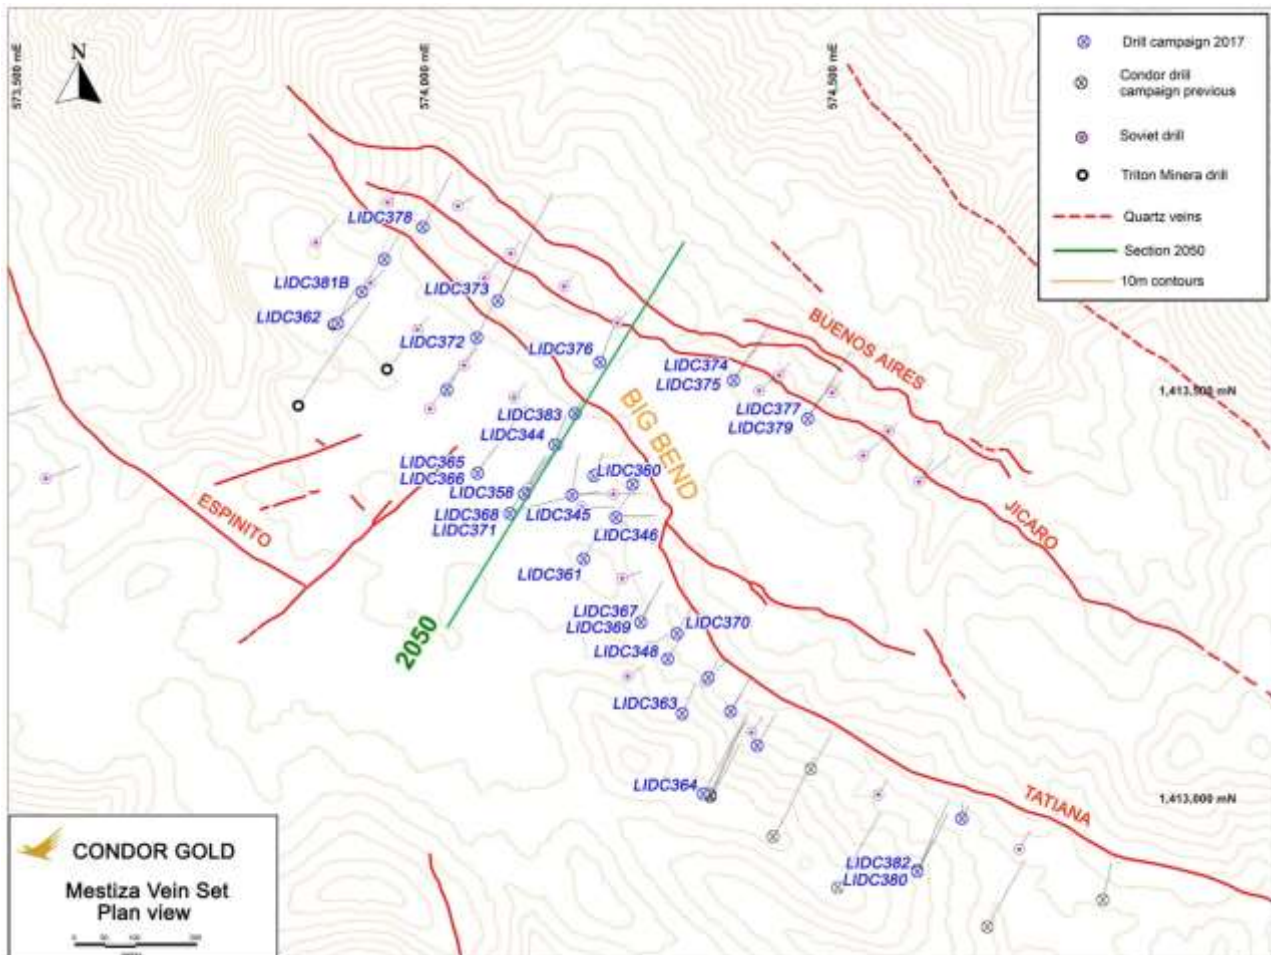 573,500 mE
574,000 mE
574,500 mE
N
Drill campaign 2017
Condor drill
campaign previous
Soviet drill
Triton Minera drill
Quartz veins
Section 2050
10m contours
LIDC378
LIDC381B
LIDC373
LIDC362
LIDC372
LIDC376
BUENOS AIRES
LIDC374
LIDC375
1,413,500 mN
LIDC377
LIDC379
BIG BEND
LIDC383
LIDC344
LIDC365
LIDC366
LIDC360
LIDC358
LIDC368
LIDC371
LIDC345
LIDC346
ESPINITO
JICARO
LIDC361
LIDC367
LIDC369
LIDC370
LIDC348
2050
LIDC363
LIDC364
TATIANA
1,413,000 mN
LIDC382
LIDC380
CONDOR GOLD
Mestiza Vein Set
Plan view
0 50 100